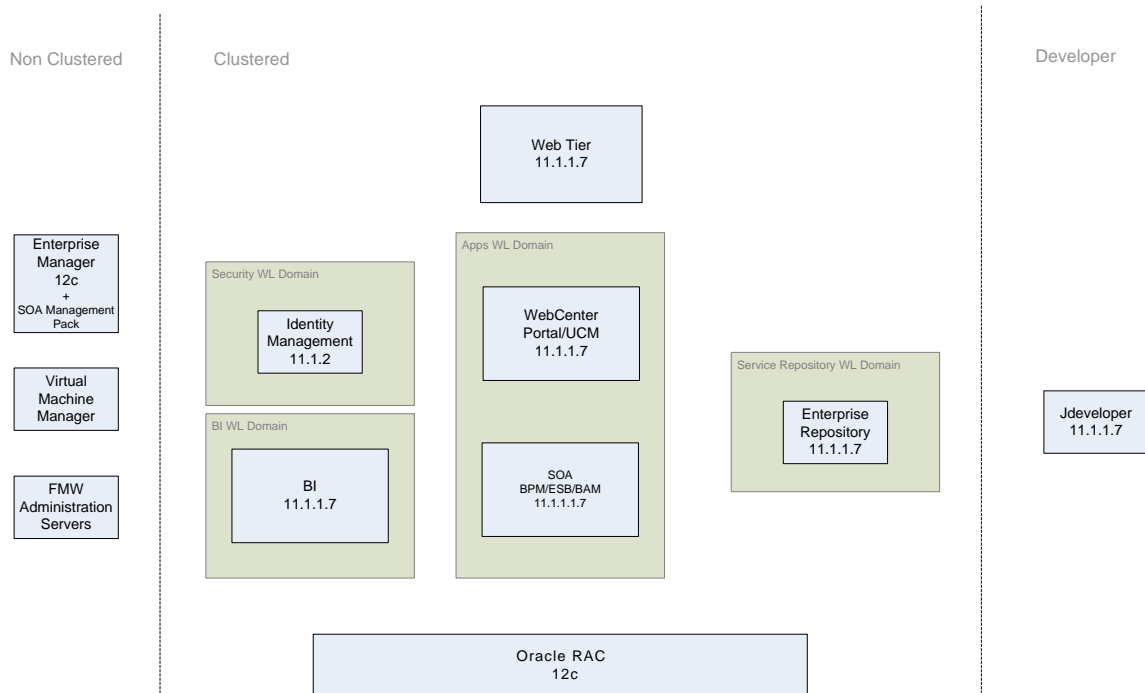 Non Clustered
Clustered
Developer
Web Tier
11.1.1.7
Enterprise
Manager
12c
+
SOA Management
Pack
Virtual
Machine
Manager
FMW
Administration
Servers
Security WL Domain
Identity
Management
11.1.2
BI WL Domain
BI
11.1.1.7
Apps WL Domain
WebCenter
Portal/UCM
11.1.1.7
SOA
BPM/ESB/BAM
11.1.1.1.7
Service Repository WL Domain
Enterprise
Repository
11.1.1.7
Jdeveloper
11.1.1.7
Oracle RAC
12c